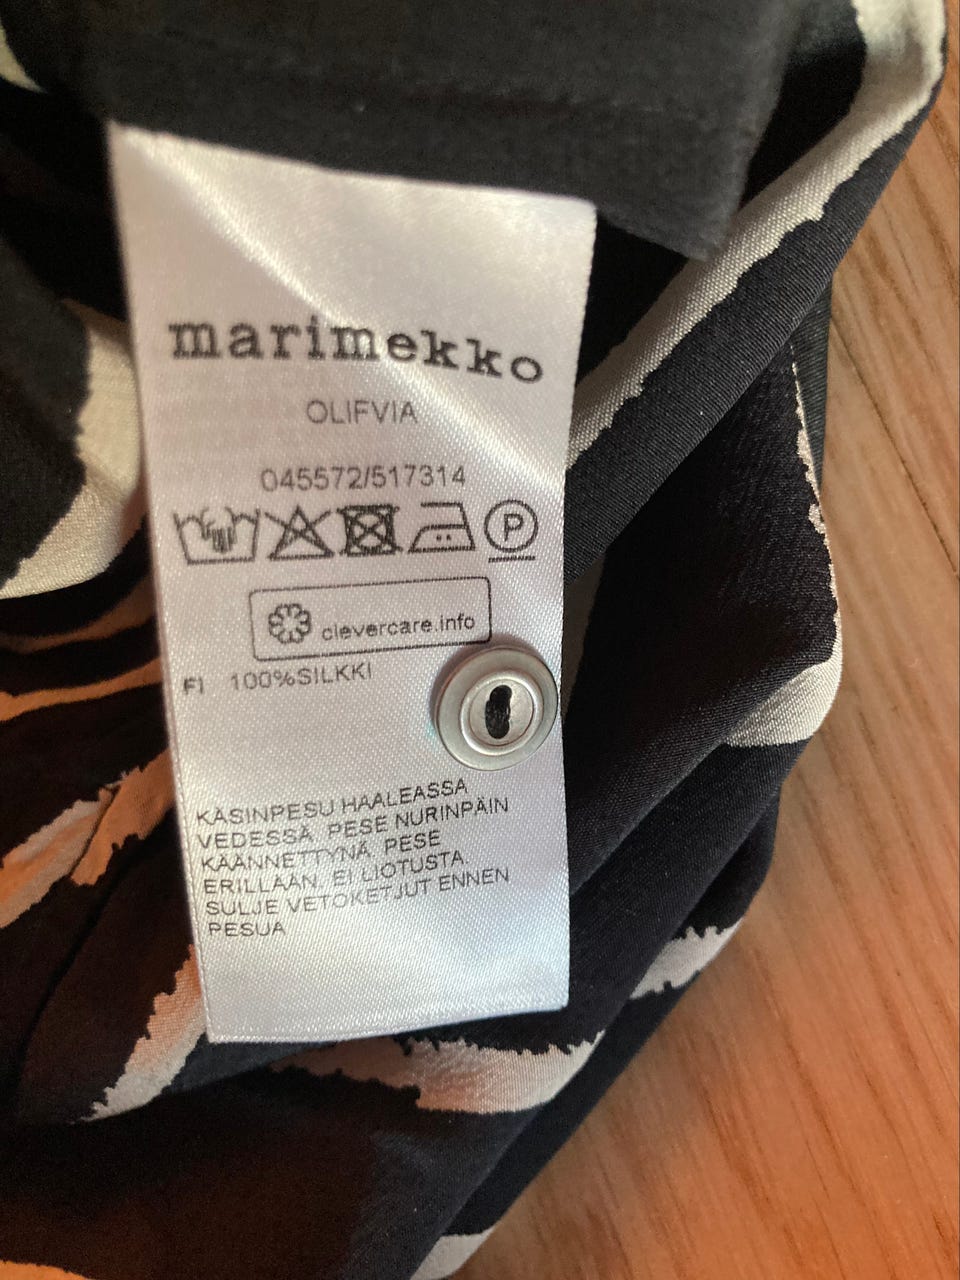 marimekko
OLIFVIA
045572/517314
P
clevercare.info
FI 100%SILKKI
KÄSINPESU HAALEASSA
VEDESSÄ. PESE NURINPÄIN
KÄÄNNETTYNÄ. PESE
ERILLÄÄN. EI LIOTUSTA.
SULJE VETOKETJUT ENNEN
PESUA